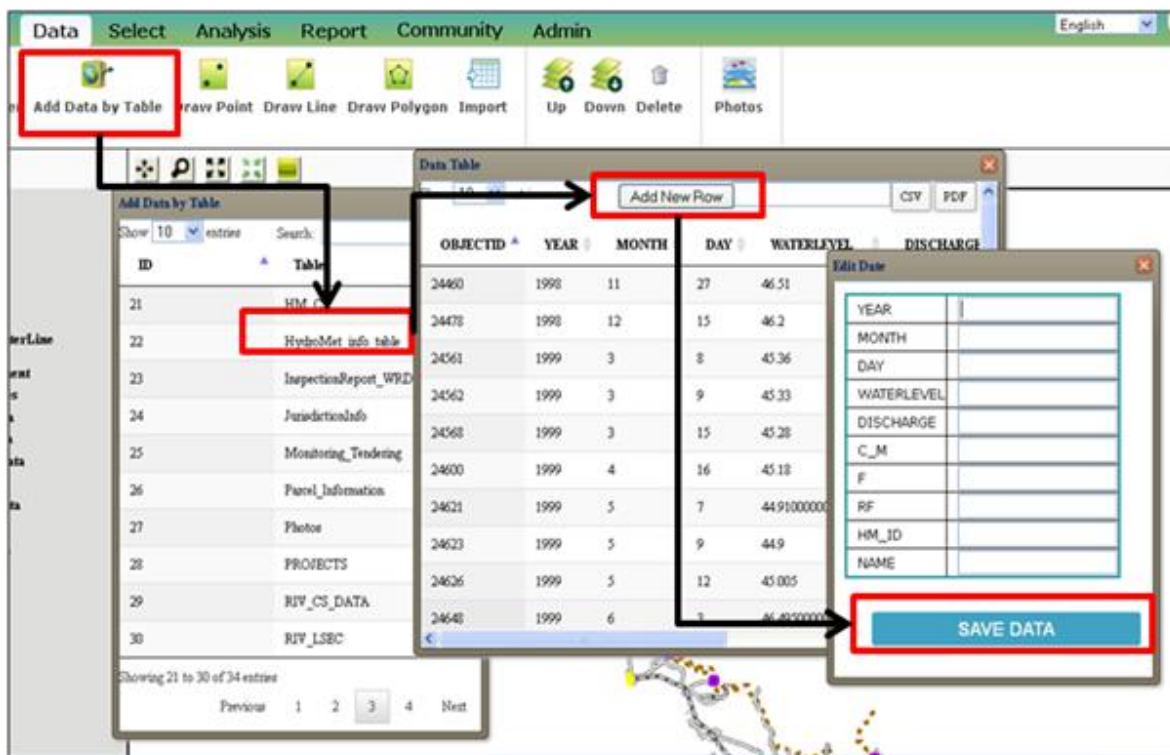 Data Select Analysis Report Community Admin English
Add Data by Table Draw Point Draw Line Draw Polygon Import Up Down Delete Photos
Add Data by Table
Show 10 entries Search:
ID Table
21
22 HydroMet_info_table
23 InspectionReport_WRD
24 JurisdictionInfo
25 Monitoring_Tendering
26 Parcel_Information
27 Photos
28 PROJECTS
29 RIV_CS_DATA
30 RIV_LSEC
Showing 21 to 30 of 34 entries
Previous 1 2 3 4 Next
Data Table
10 Add New Row CSV PDF
OBJECTID YEAR MONTH DAY WATERLEVEL DISCHARGE
24460 1998 11 27 46.51
24478 1998 12 15 46.2
24561 1999 3 8 45.36
24562 1999 3 9 45.33
24568 1999 3 15 45.28
24600 1999 4 16 45.18
24621 1999 5 7 44.91000000
24623 1999 5 9 44.9
24626 1999 5 12 45.005
24648 1999 6
Edit Date
YEAR
MONTH
DAY
WATERLEVEL
DISCHARGE
C_M
F
RF
HM_ID
NAME
SAVE DATA